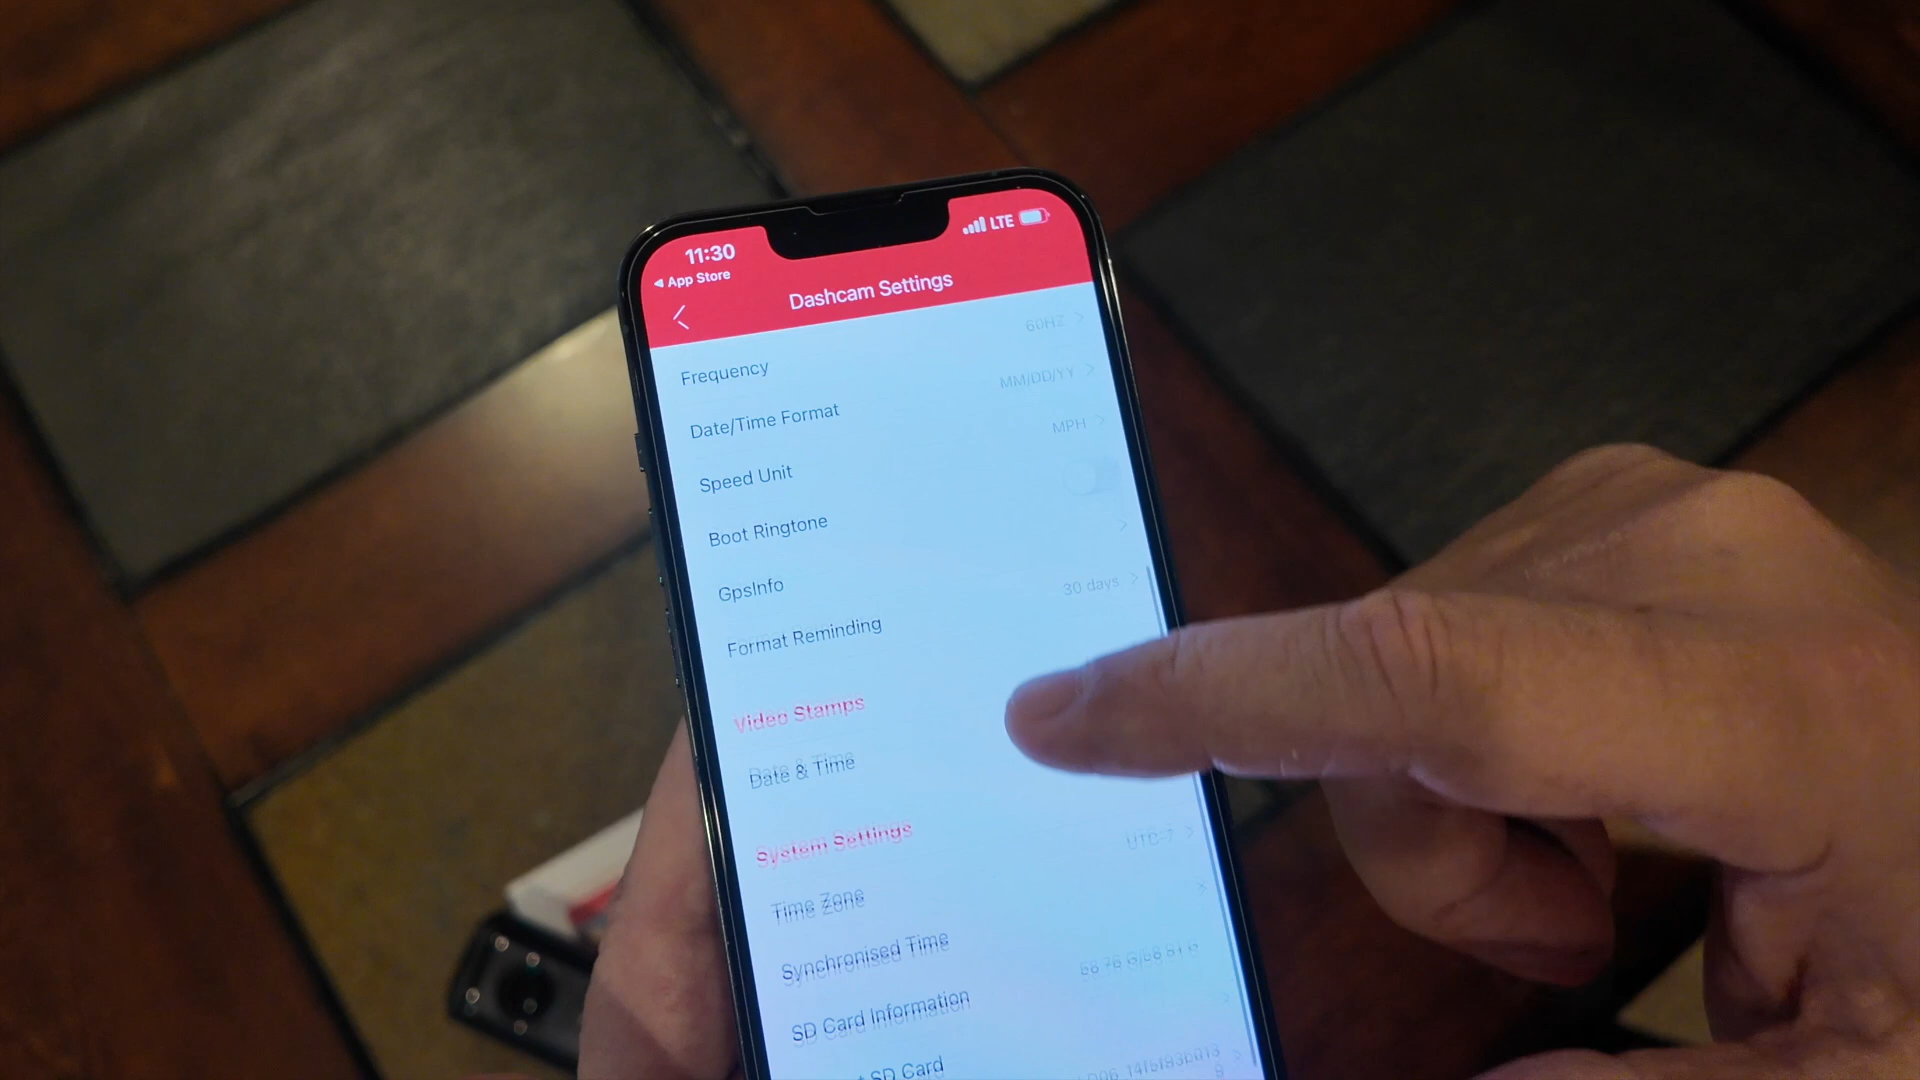 11:30
LTE
App Store
Dashcam Settings
Frequency
60HZ
Date/Time Format
MM/DD/YY
Speed Unit
MPH
Boot Ringtone
GpsInfo
Format Reminding
30 days
Video Stamps
Date & Time
System Settings
Time Zone
UTC-7
Synchronised Time
SD Card Information
SD Card